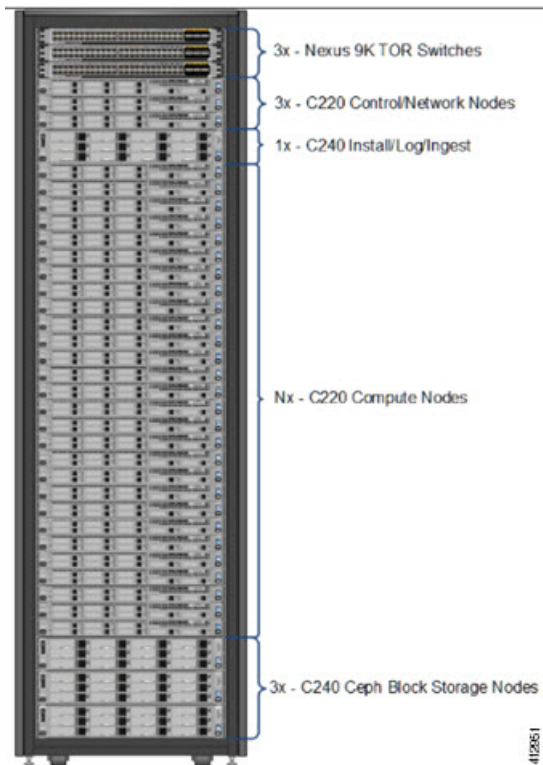 3x - Nexus 9K TOR Switches
3x - C220 Control/Network Nodes
1x - C240 Install/Log/Ingest
Nx - C220 Compute Nodes
3x - C240 Ceph Block Storage Nodes
412951